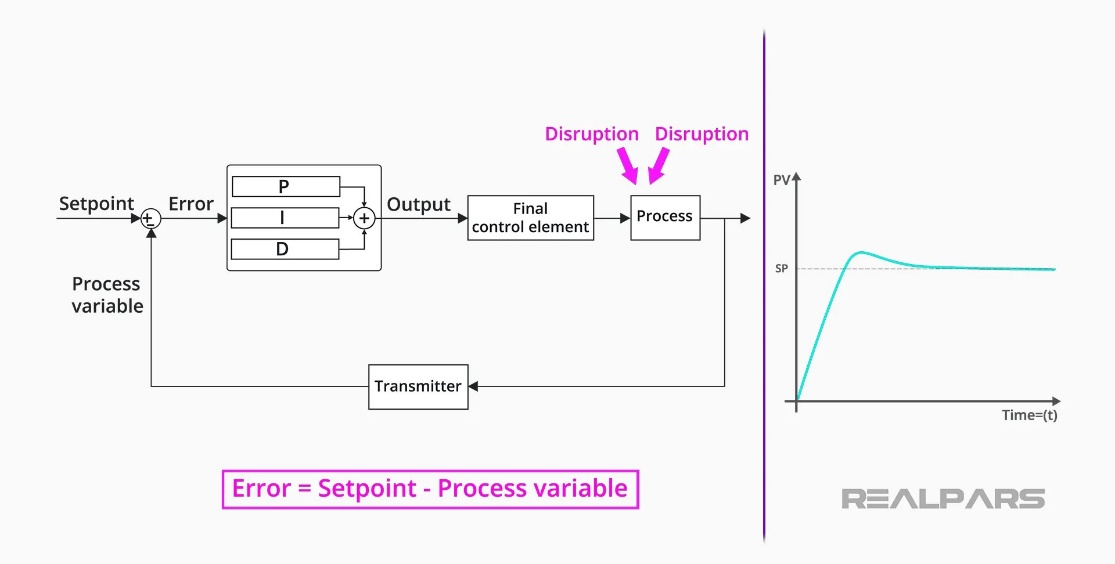 Disruption Disruption
Setpoint
Error
P
I
D
+
Output
Final
control element
Process
+
-
Process
variable
Transmitter
Error = Setpoint - Process variable
PV
SP
Time=(t)
REALPARS